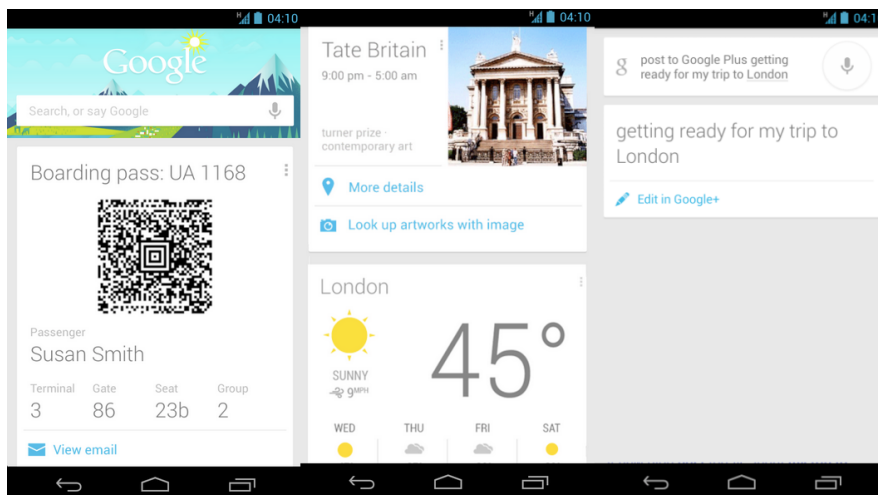 H 04:10
Google
Search, or say Google
Boarding pass: UA 1168
Passenger
Susan Smith
Terminal Gate Seat Group
3 86 23b 2
View email
H 04:10
Tate Britain
9:00 pm - 5:00 am
turner prize ·
contemporary art
More details
Look up artworks with image
London
45°
SUNNY
9MPH
WED THU FRI SAT
H 04:1
g
post to Google Plus getting
ready for my trip to London
getting ready for my trip to
London
Edit in Google+